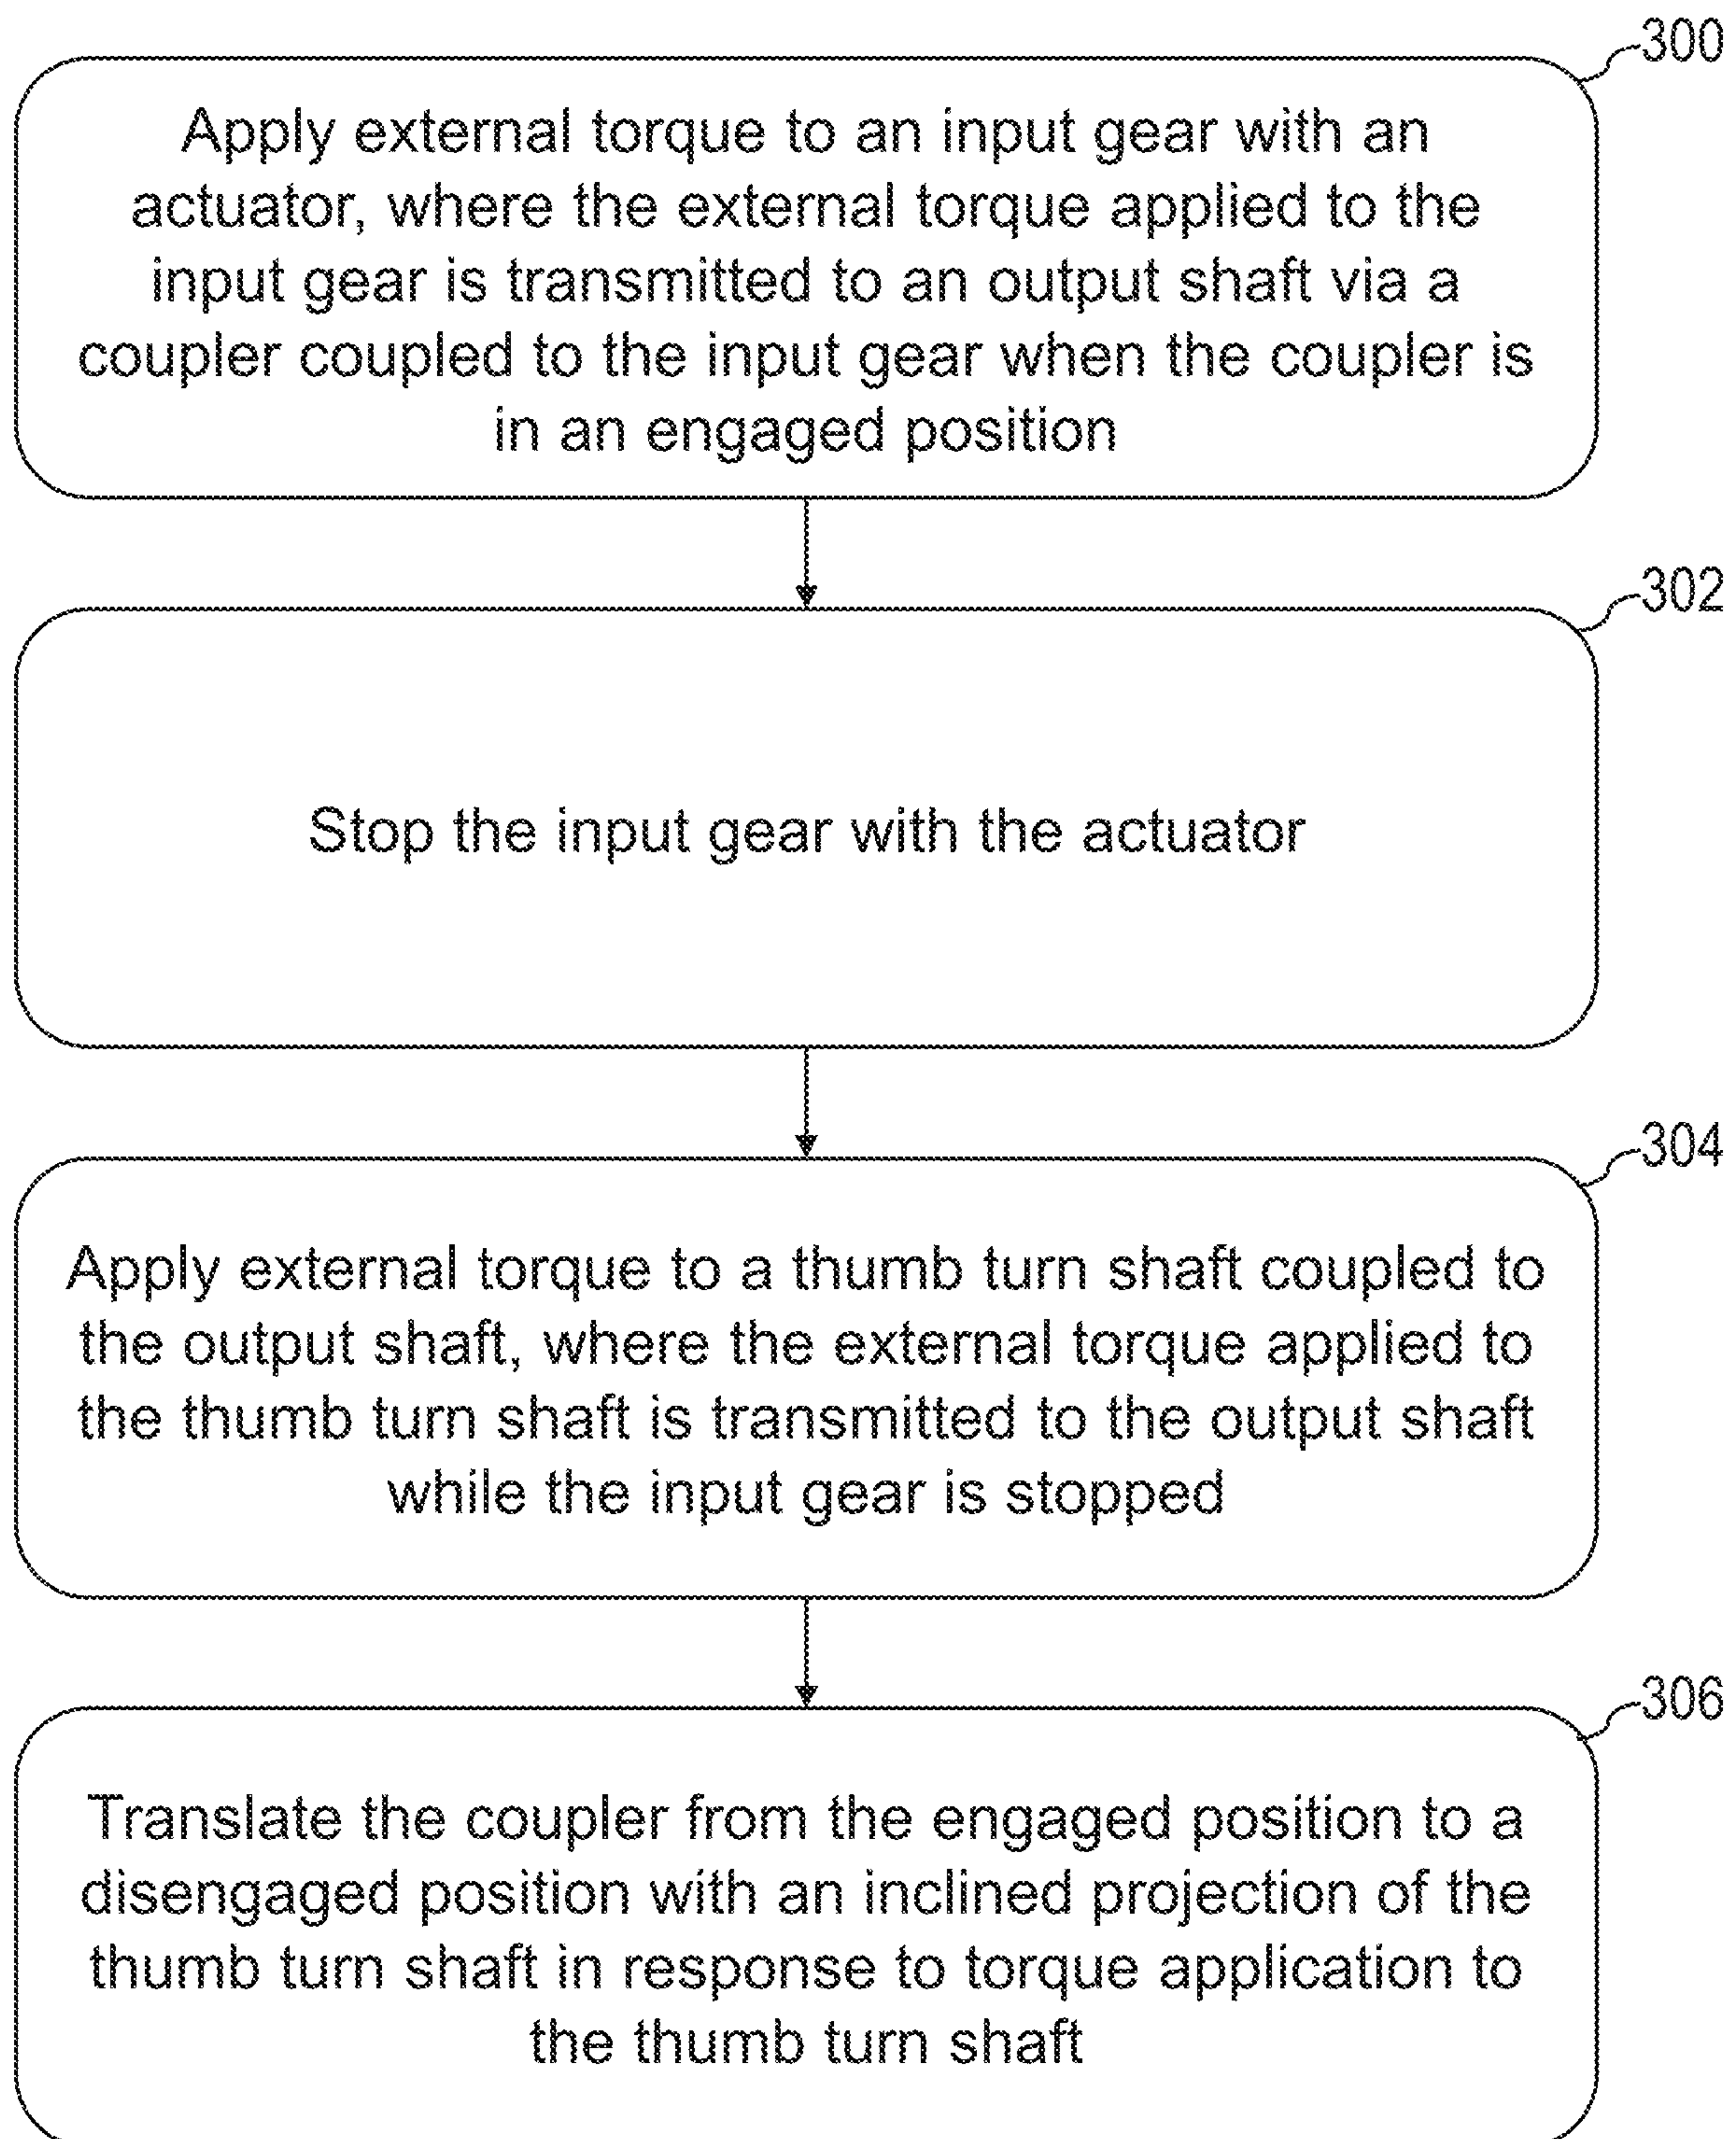 300
Apply external torque to an input gear with an
actuator, where the external torque applied to the
input gear is transmitted to an output shaft via a
coupler coupled to the input gear when the coupler is
in an engaged position
302
Stop the input gear with the actuator
304
Apply external torque to a thumb turn shaft coupled to
the output shaft, where the external torque applied to
the thumb turn shaft is transmitted to the output shaft
while the input gear is stopped
306
Translate the coupler from the engaged position to a
disengaged position with an inclined projection of the
thumb turn shaft in response to torque application to
the thumb turn shaft